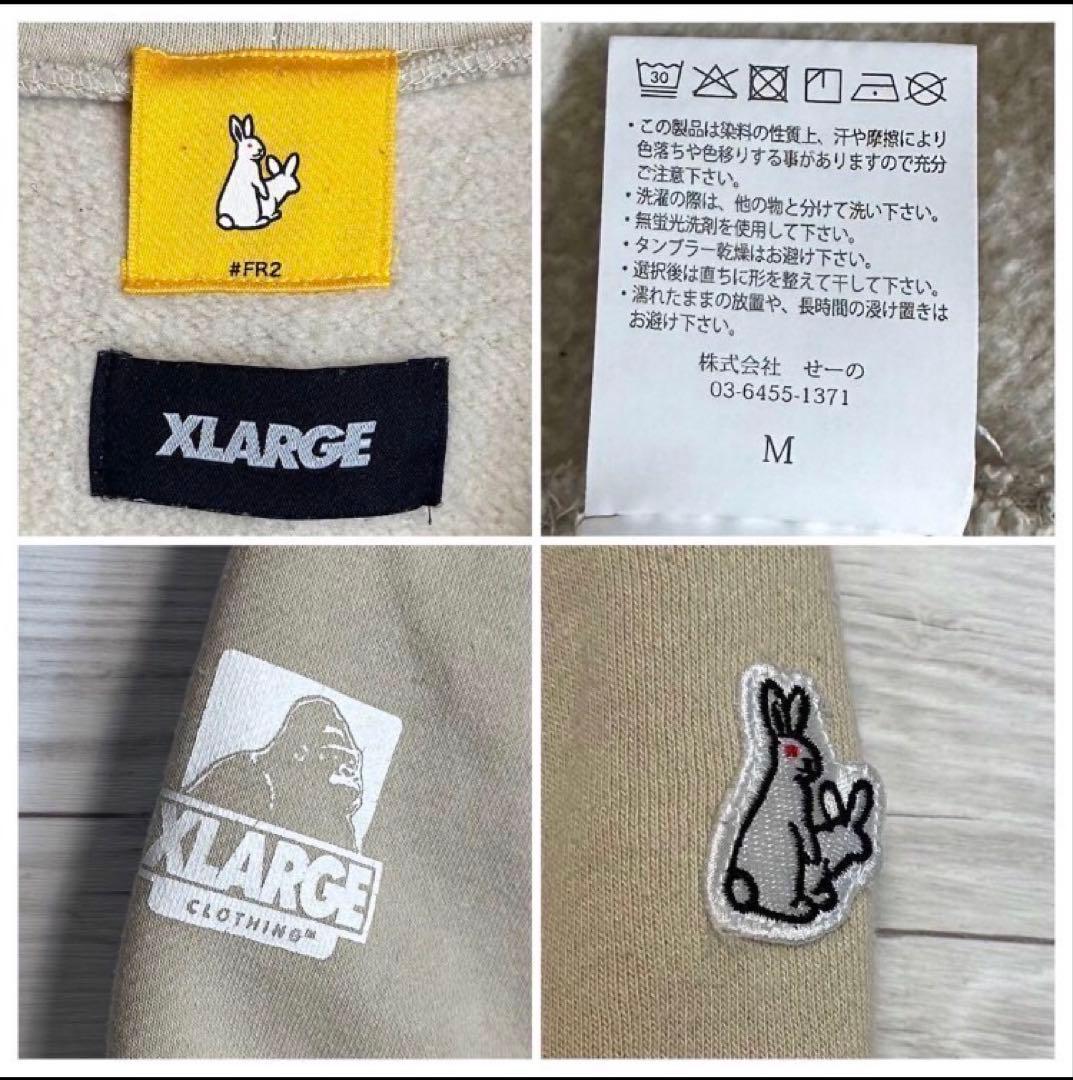 #FR2
XLARGE
30
・この製品は染料の性質上、汗や摩擦により
色落ちや色移りする事がありますので充分
ご注意下さい。
・洗濯の際は、他の物と分けて洗い下さい。
・無蛍光洗剤を使用して下さい。
・タンブラー乾燥はお避け下さい。
・選択後は直ちに形を整えて干して下さい。
・濡れたままの放置や、長時間の浸け置きは
お避け下さい。
株式会社 せーの
03-6455-1371
M
XLARGE
CLOTHING™